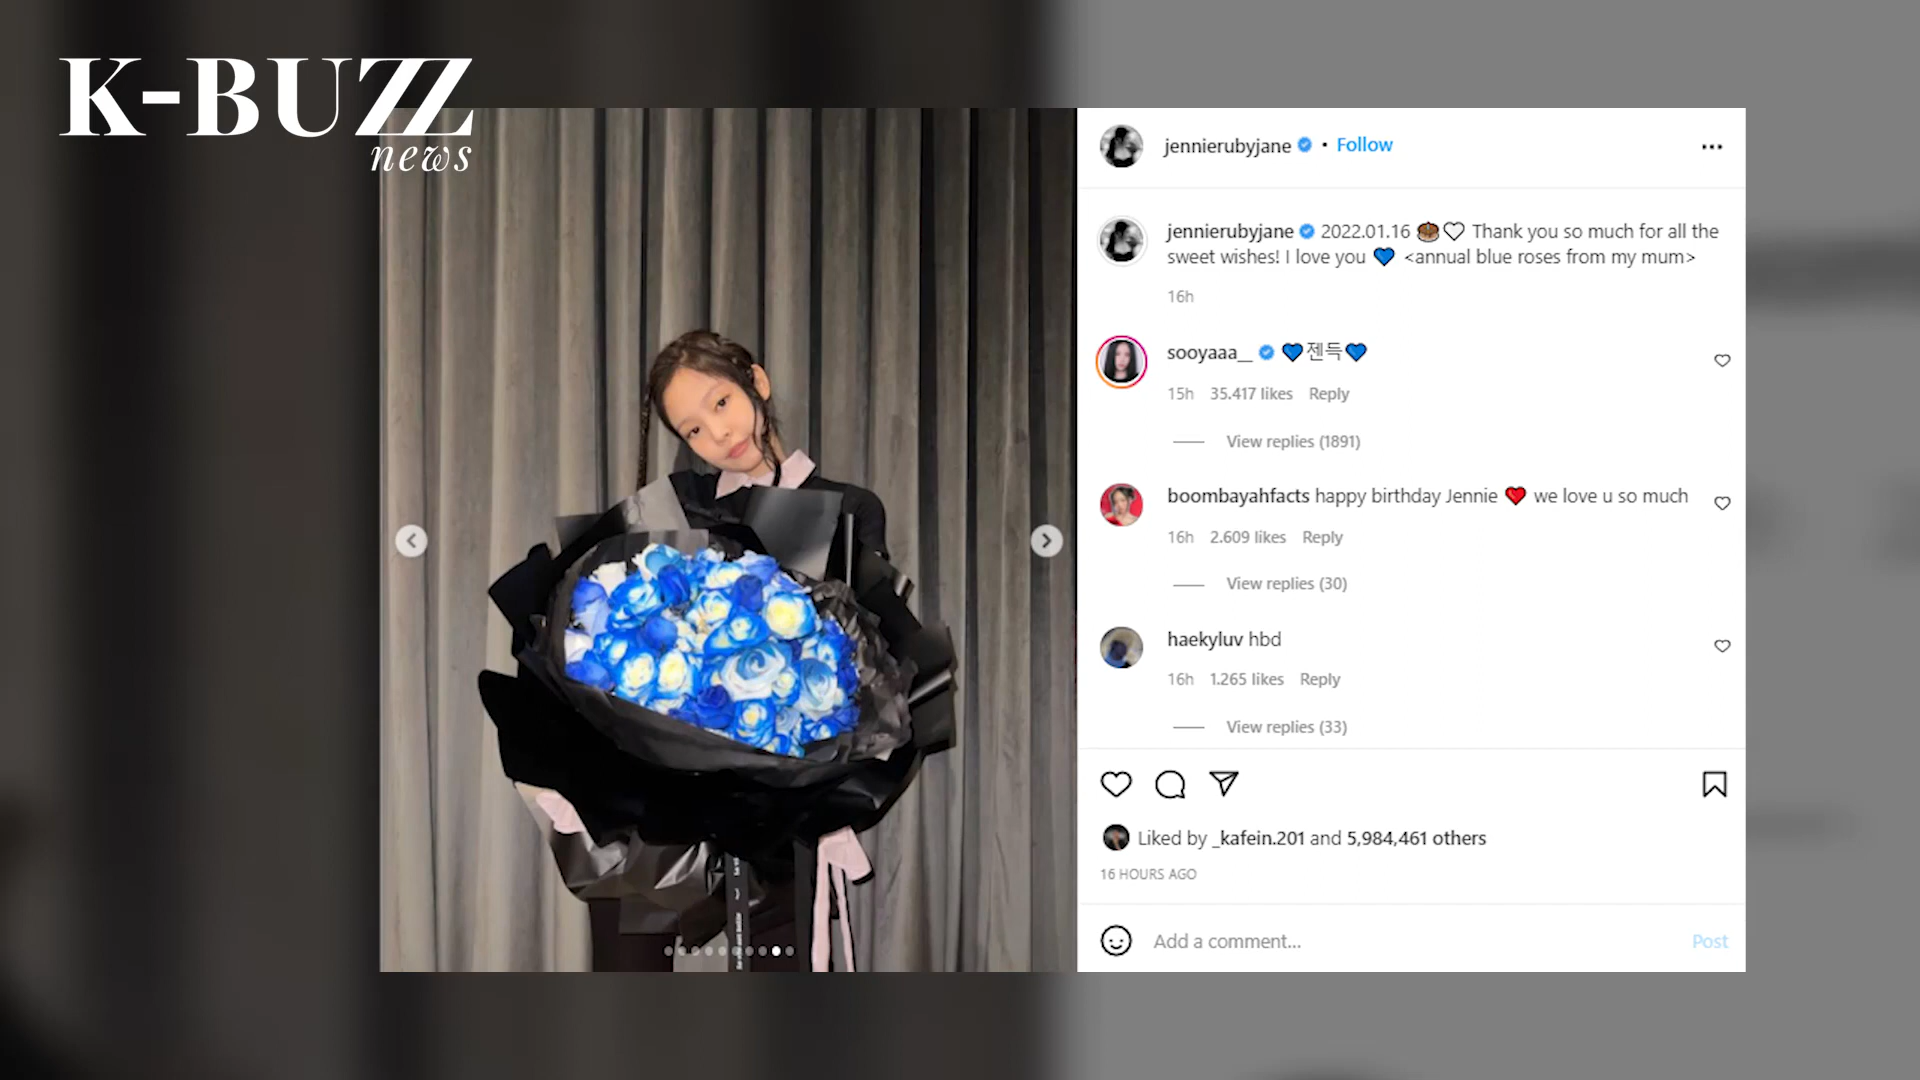 K-BUZZ
news
jennierubyjane • Follow
jennierubyjane 2022.01.16 🎂🤍 Thank you so much for all the
sweet wishes! I love you 💙 <annual blue roses from my mum>
16h
sooyaaa__ 💙젠득💙
15h 35.417 likes Reply
View replies (1891)
boombayahfacts happy birthday Jennie ❤️ we love u so much
16h 2.609 likes Reply
View replies (30)
haekyluv hbd
16h 1.265 likes Reply
View replies (33)
Liked by _kafein.201 and 5,984,461 others
16 HOURS AGO
Add a comment... Post